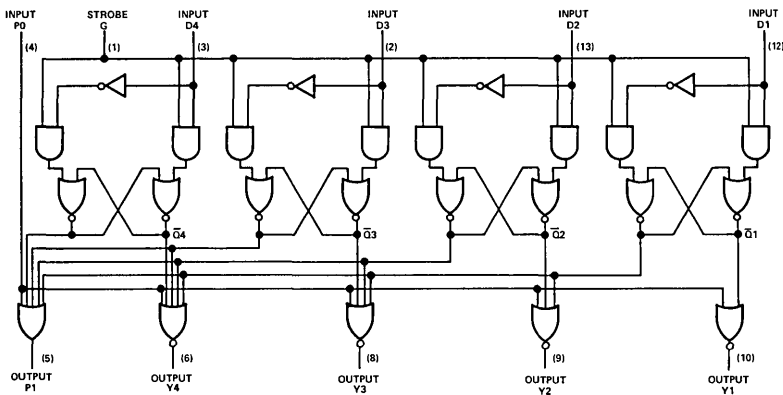 INPUT P0
STROBE G
INPUT D4
INPUT D3
INPUT D2
INPUT D1
(4)
(1)
(3)
(2)
(13)
(12)
Q̅4
Q̅3
Q̅2
Q̅1
(5)
(6)
(8)
(9)
(10)
OUTPUT P1
OUTPUT Y4
OUTPUT Y3
OUTPUT Y2
OUTPUT Y1